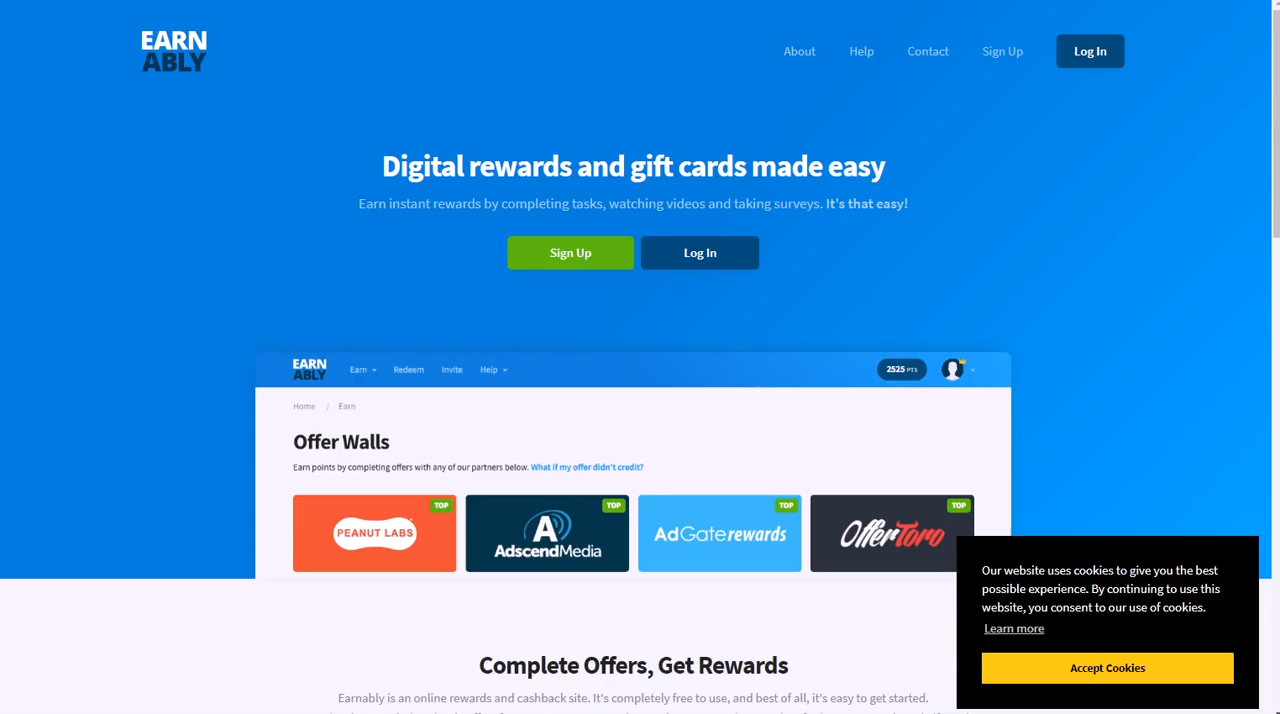 EARN
ABLY
About
Help
Contact
Sign Up
Log In
Digital rewards and gift cards made easy
Earn instant rewards by completing tasks, watching videos and taking surveys. It's that easy!
Sign Up
Log In
EARN
ABLY
Earn
Redeem
Invite
Help
2525 PTS
Home / Earn
Offer Walls
Earn points by completing offers with any of our partners below. What if my offer didn't credit?
TOP
PEANUT LABS
TOP
AdscendMedia
TOP
AdGate rewards
TOP
OfferToro
Our website uses cookies to give you the best
possible experience. By continuing to use this
website, you consent to our use of cookies.
Learn more
Accept Cookies
Complete Offers, Get Rewards
Earnably is an online rewards and cashback site. It's completely free to use, and best of all, it's easy to get started.